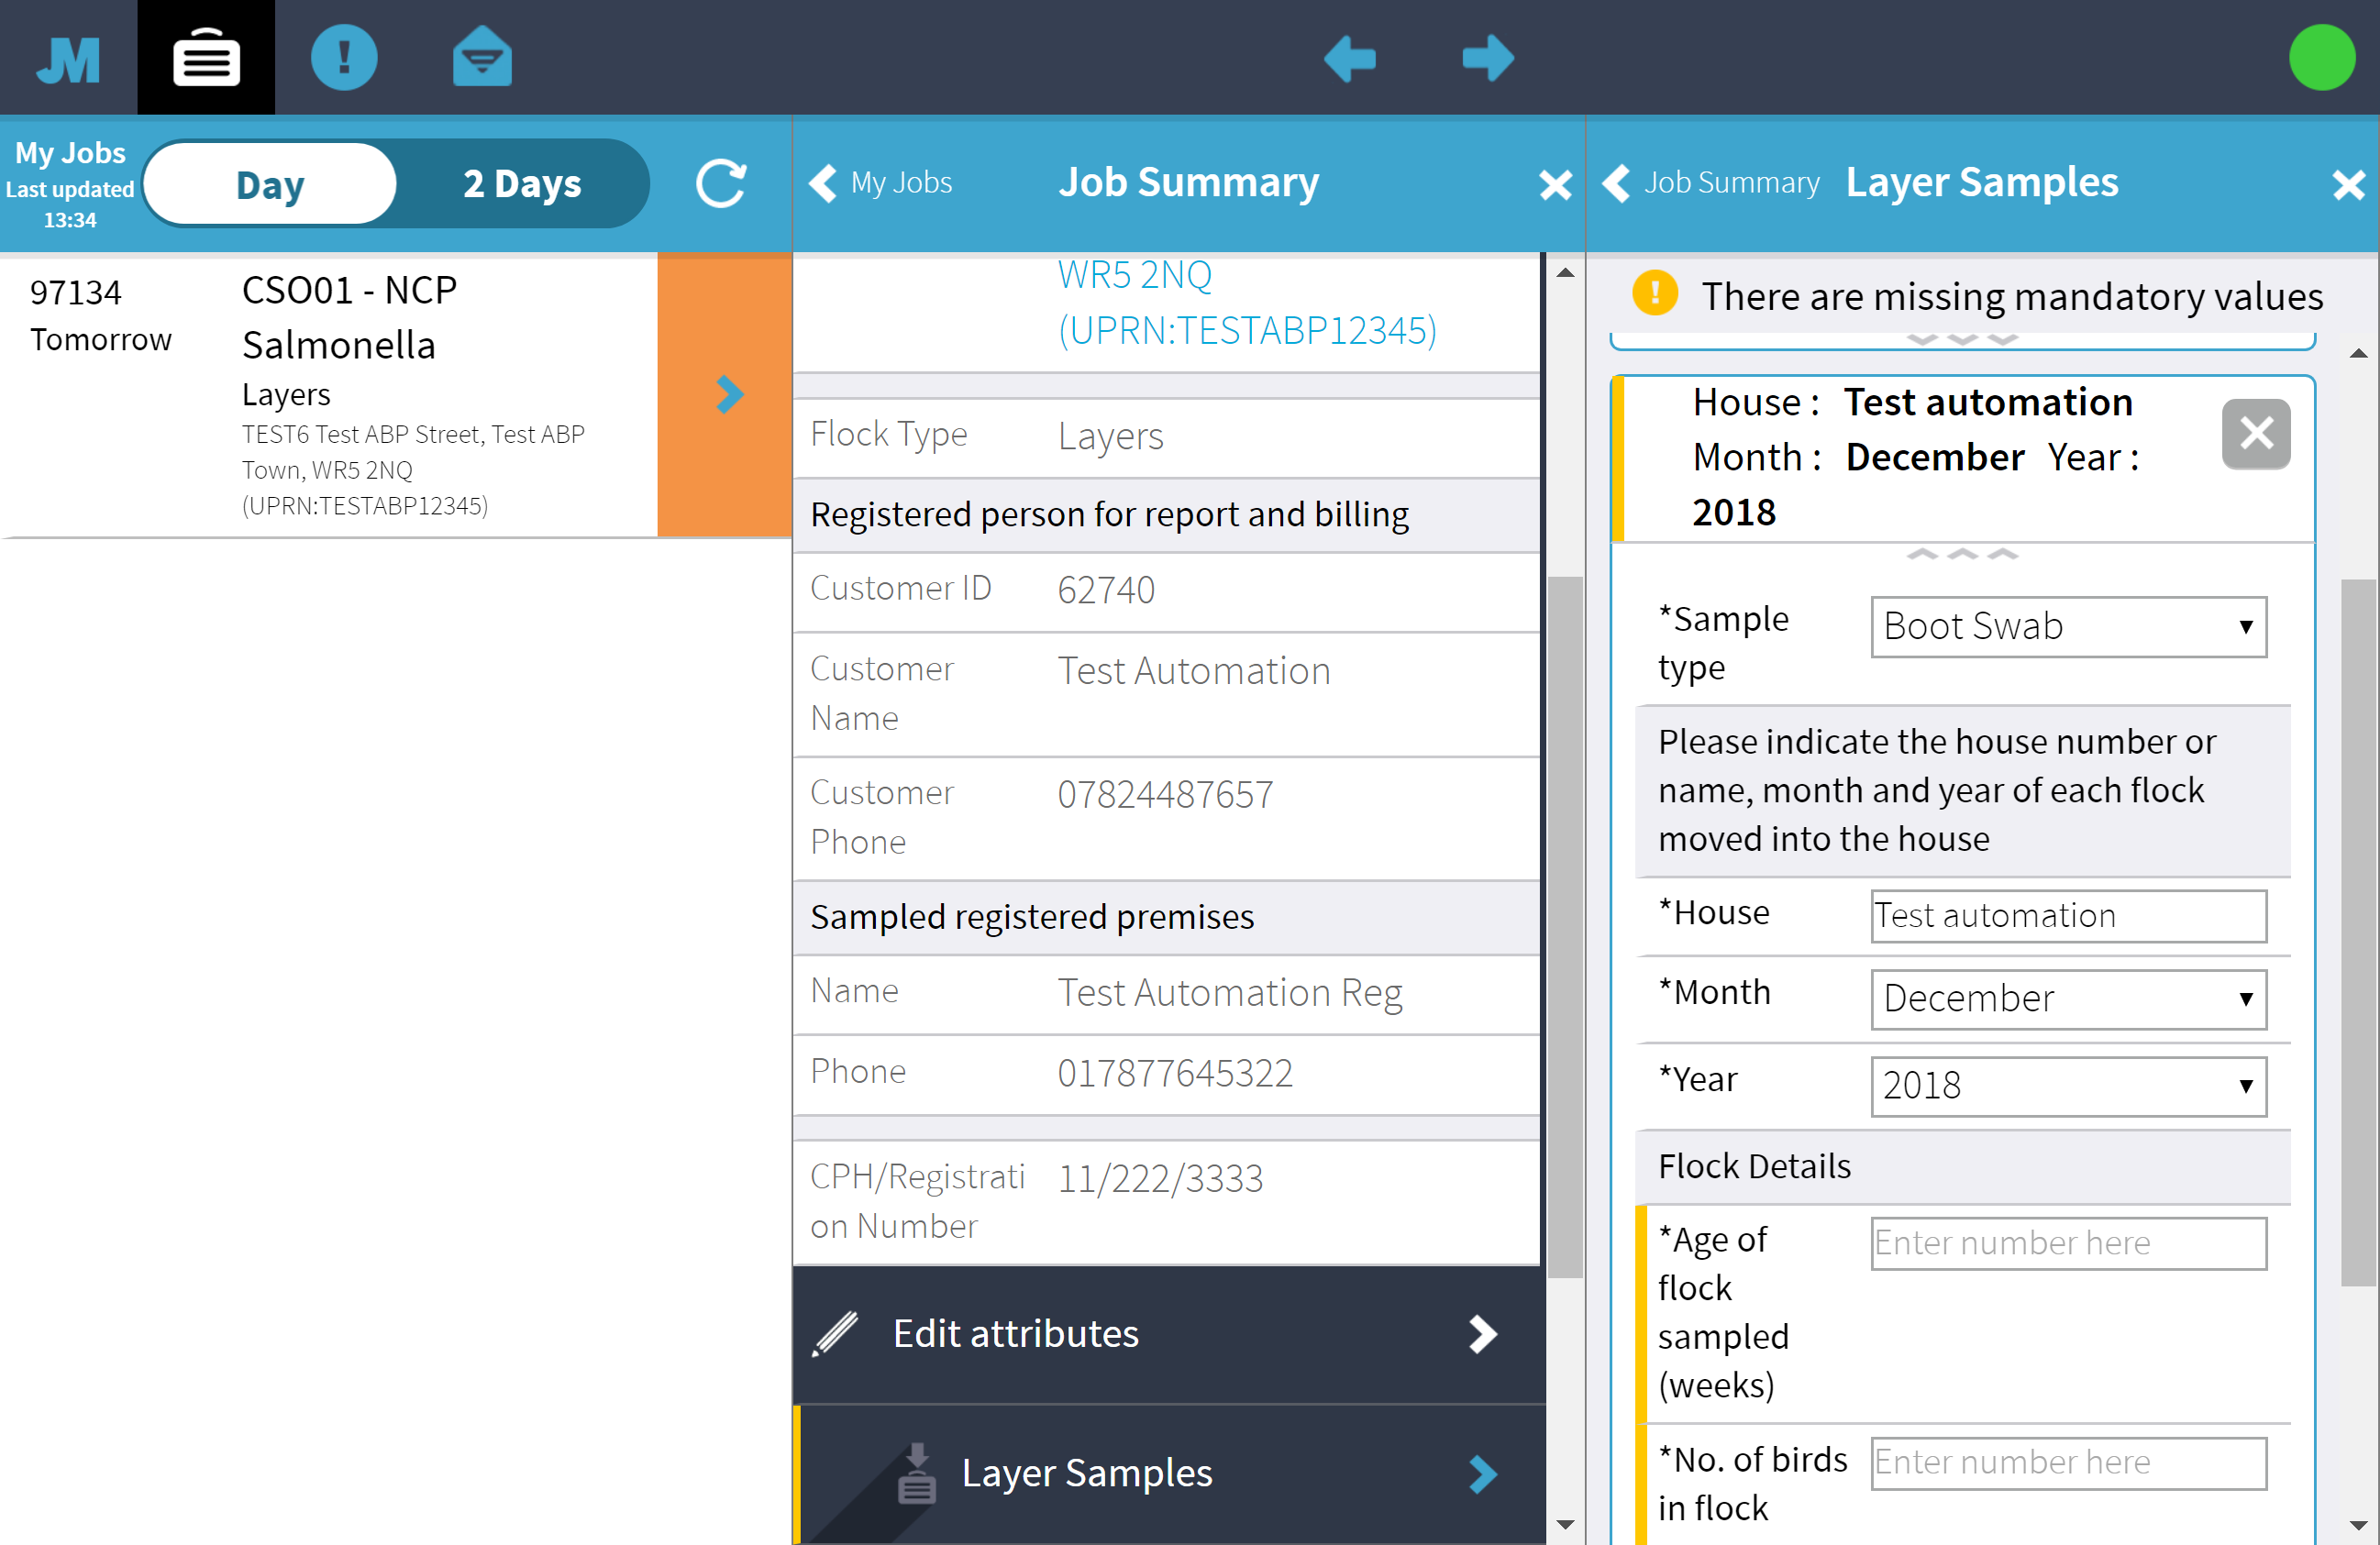 JM
My Jobs
Last updated
13:34
Day
2 Days
My Jobs
Job Summary
Job Summary
Layer Samples
97134
Tomorrow
CSO01 - NCP
Salmonella
Layers
TEST6 Test ABP Street, Test ABP
Town, WR5 2NQ
(UPRN:TESTABP12345)
WR5 2NQ
(UPRN:TESTABP12345)
Flock Type
Layers
Registered person for report and billing
Customer ID
62740
Customer
Name
Test Automation
Customer
Phone
07824487657
Sampled registered premises
Name
Test Automation Reg
Phone
017877645322
CPH/Registrati
on Number
11/222/3333
Edit attributes
Layer Samples
There are missing mandatory values
House : Test automation
Month : December Year :
2018
*Sample
type
Boot Swab
Please indicate the house number or
name, month and year of each flock
moved into the house
*House
Test automation
*Month
December
*Year
2018
Flock Details
*Age of
flock
sampled
(weeks)
Enter number here
*No. of birds
in flock
Enter number here